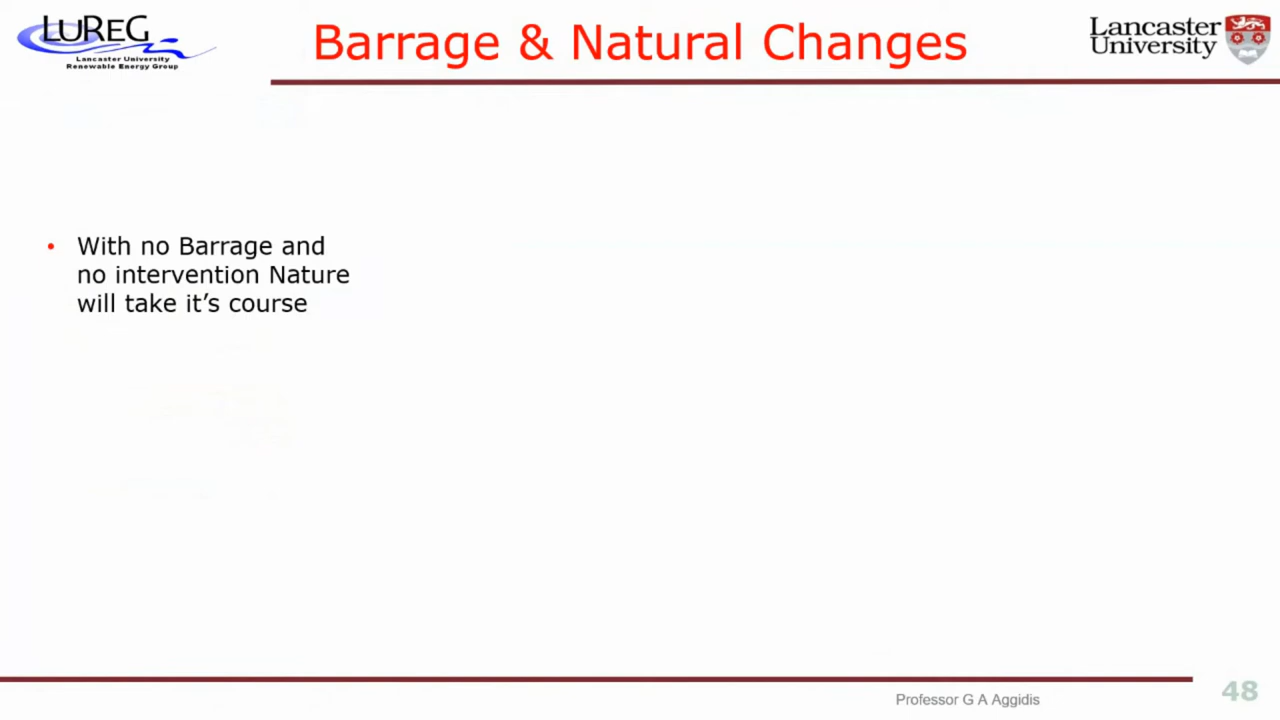 LUREG
Lancaster University
Renewable Energy Group
Barrage & Natural Changes
Lancaster
University
• With no Barrage and
no intervention Nature
will take it’s course
Professor G A Aggidis
48